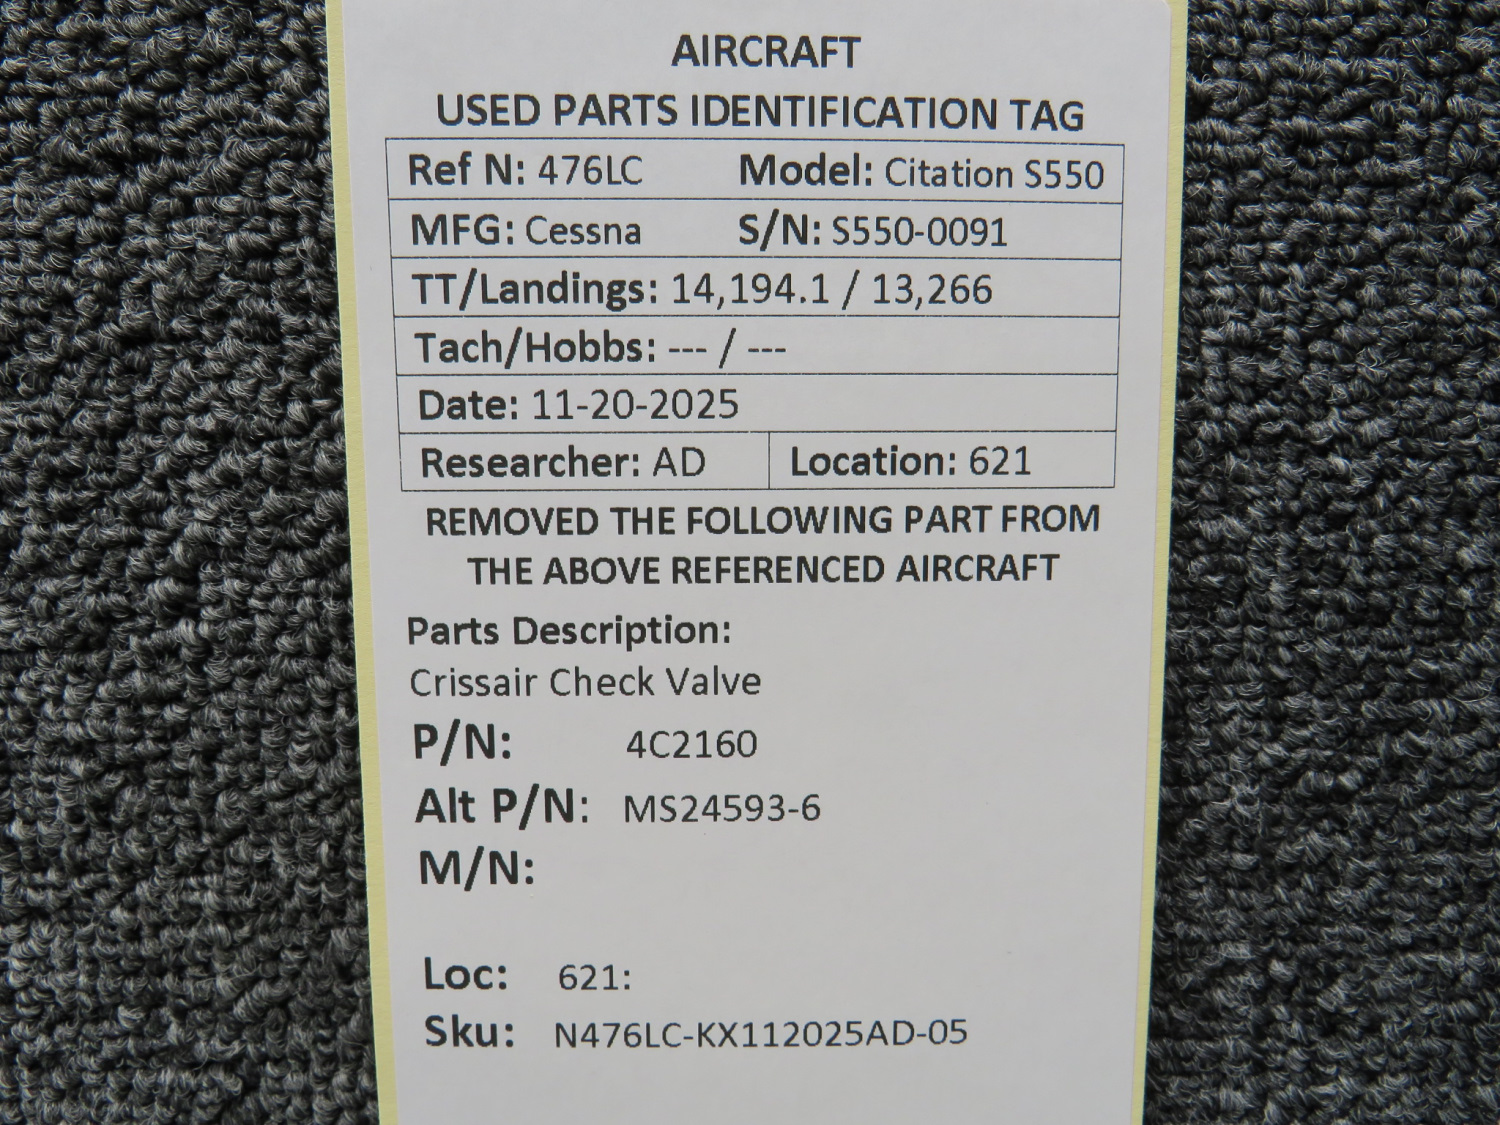 AIRCRAFT
USED PARTS IDENTIFICATION TAG
Ref N: 476LC Model: Citation S550
MFG: Cessna S/N: S550-0091
TT/Landings: 14,194.1 / 13,266
Tach/Hobbs: --- / ---
Date: 11-20-2025
Researcher: AD Location: 621
REMOVED THE FOLLOWING PART FROM
THE ABOVE REFERENCED AIRCRAFT
Parts Description:
Crissair Check Valve
P/N: 4C2160
Alt P/N: MS24593-6
M/N:
Loc: 621:
Sku: N476LC-KX112025AD-05